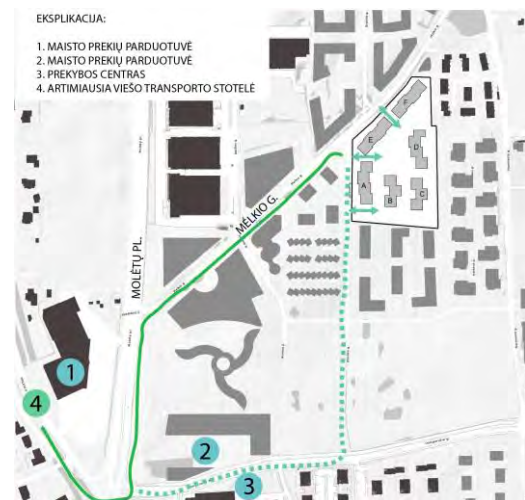 EKSPLIKACIJA:
1. MAISTO PREKIŲ PARDUOTUVĖ
2. MAISTO PREKIŲ PARDUOTUVĖ
3. PREKYBOS CENTRAS
4. ARTIMIAUSIA VIEŠO TRANSPORTO STOTELĖ
F
E
D
A
B
C
MĖLKIO G.
MOLĖTŲ PL.
1
4
2
3